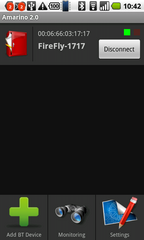 10:42
Amarino 2.0
00:06:66:03:17:17
FireFly-1717
Disconnect
Add BT Device
Monitoring
Settings